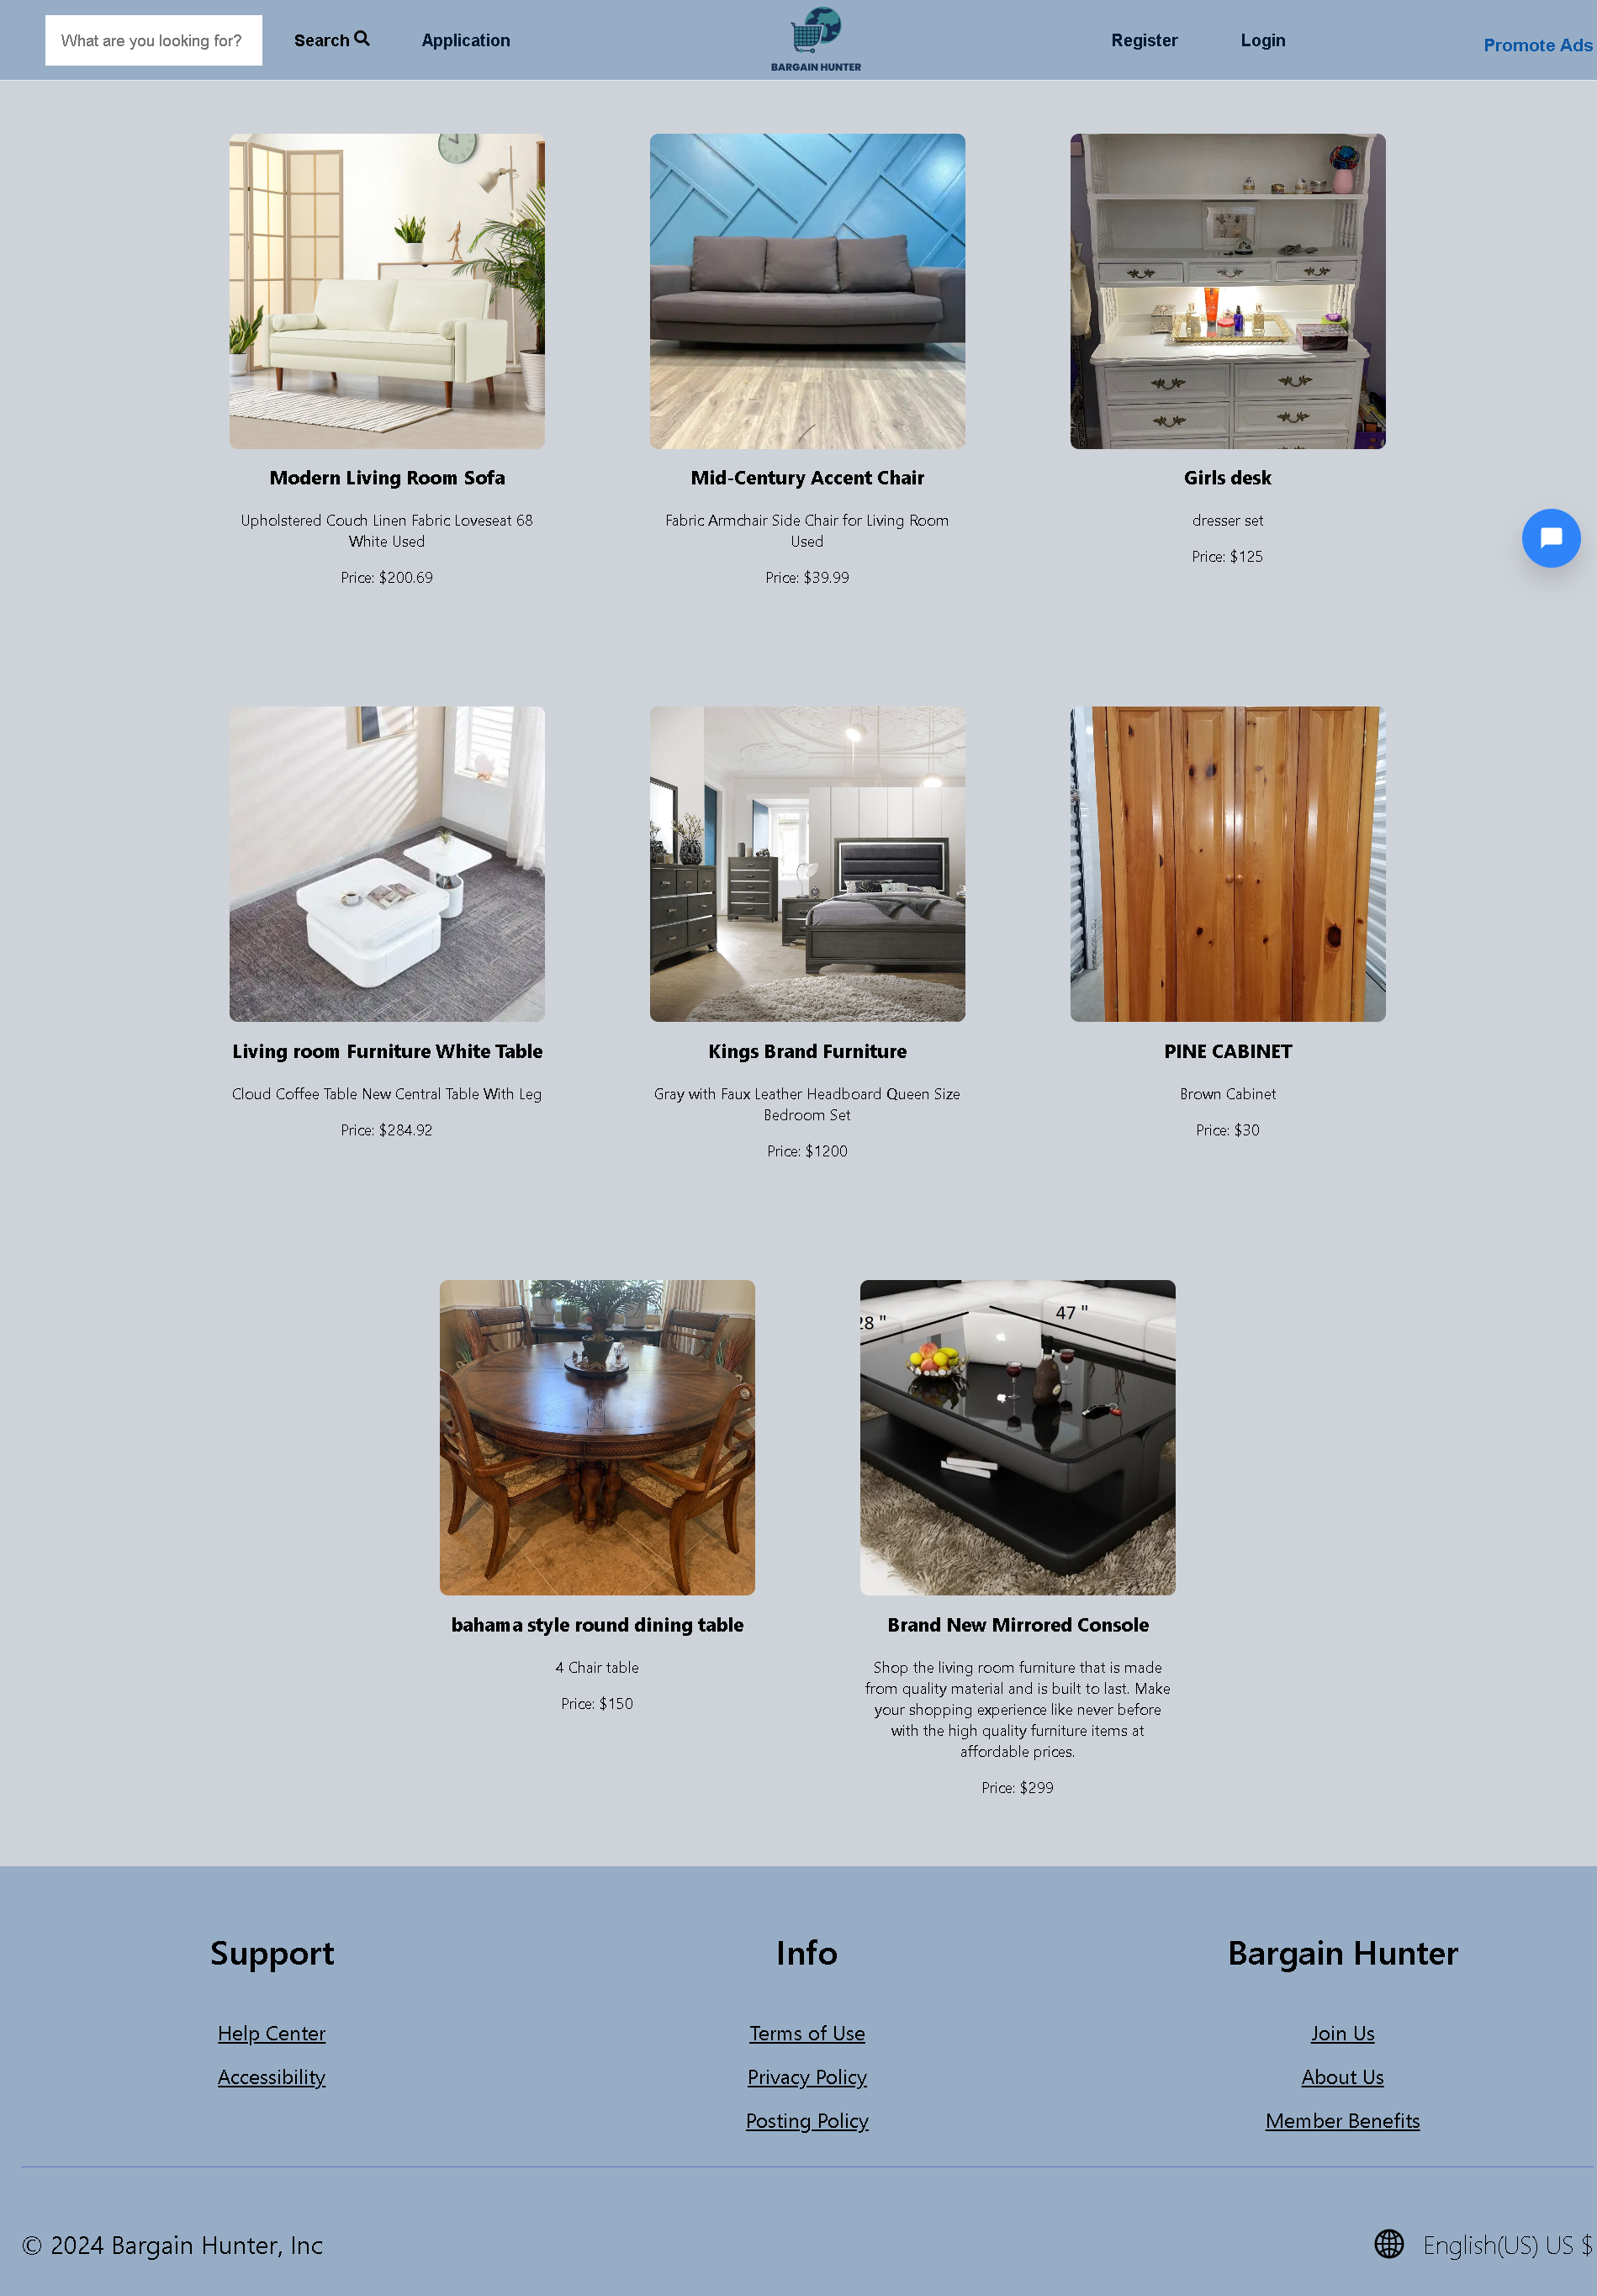 What are you looking for?
Search
Application
BARGAIN HUNTER
Register
Login
Promote Ads
Modern Living Room Sofa
Upholstered Couch Linen Fabric Loveseat 68
White Used
Price: $200.69
Mid-Century Accent Chair
Fabric Armchair Side Chair for Living Room
Used
Price: $39.99
Girls desk
dresser set
Price: $125
Living room Furniture White Table
Cloud Coffee Table New Central Table With Leg
Price: $284.92
Kings Brand Furniture
Gray with Faux Leather Headboard Queen Size
Bedroom Set
Price: $1200
PINE CABINET
Brown Cabinet
Price: $30
bahama style round dining table
4 Chair table
Price: $150
28 "
47 "
Brand New Mirrored Console
Shop the living room furniture that is made
from quality material and is built to last. Make
your shopping experience like never before
with the high quality furniture items at
affordable prices.
Price: $299
Support
Help Center
Accessibility
Info
Terms of Use
Privacy Policy
Posting Policy
Bargain Hunter
Join Us
About Us
Member Benefits
© 2024 Bargain Hunter, Inc
English(US) US $